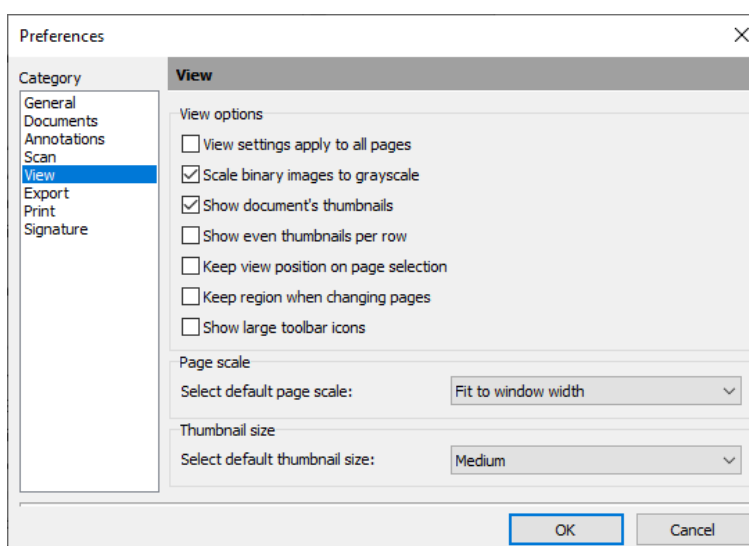 Preferences
Category
General
Documents
Annotations
Scan
View
Export
Print
Signature
View
View options
View settings apply to all pages
Scale binary images to grayscale
Show document's thumbnails
Show even thumbnails per row
Keep view position on page selection
Keep region when changing pages
Show large toolbar icons
Page scale
Select default page scale: Fit to window width
Thumbnail size
Select default thumbnail size: Medium
OK Cancel